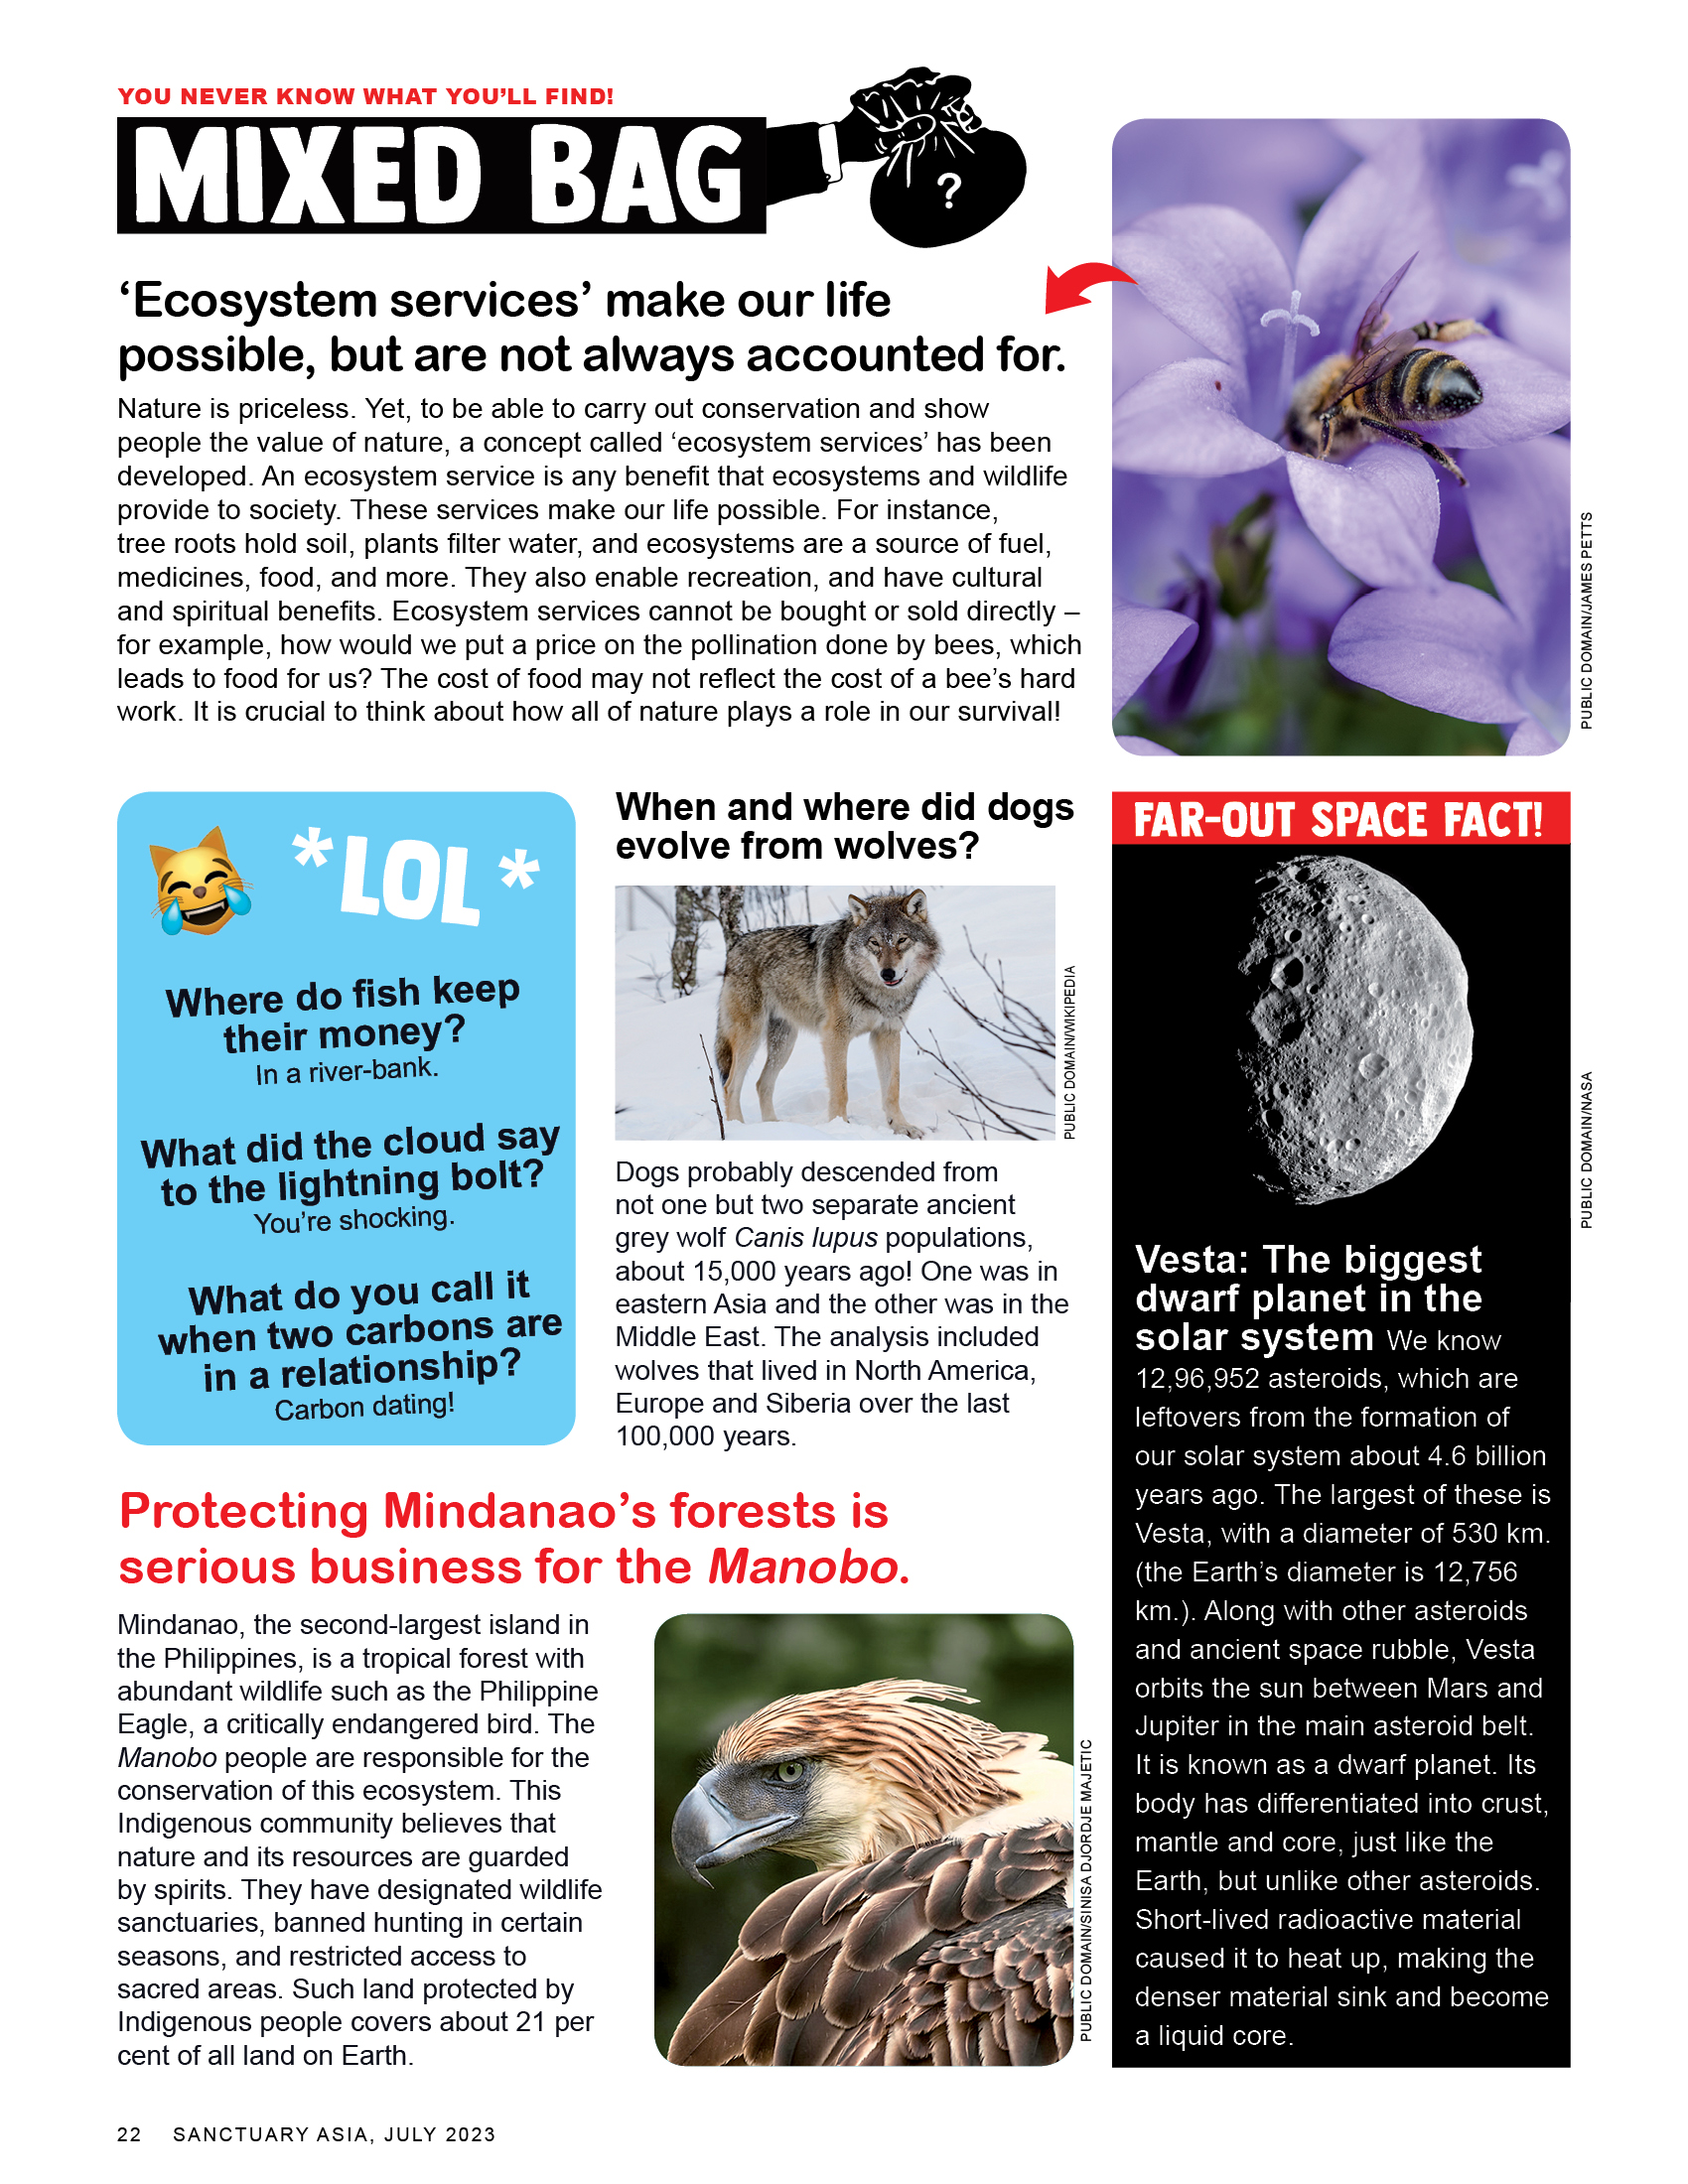 YOU NEVER KNOW WHAT YOU'LL FIND!
MIXED BAG
?
‘Ecosystem services’ make our life
possible, but are not always accounted for.
Nature is priceless. Yet, to be able to carry out conservation and show
people the value of nature, a concept called ‘ecosystem services’ has been
developed. An ecosystem service is any benefit that ecosystems and wildlife
provide to society. These services make our life possible. For instance,
tree roots hold soil, plants filter water, and ecosystems are a source of fuel,
medicines, food, and more. They also enable recreation, and have cultural
and spiritual benefits. Ecosystem services cannot be bought or sold directly –
for example, how would we put a price on the pollination done by bees, which
leads to food for us? The cost of food may not reflect the cost of a bee’s hard
work. It is crucial to think about how all of nature plays a role in our survival!
PUBLIC DOMAIN/JAMES PETTS
*LOL*
Where do fish keep
their money?
In a river-bank.
What did the cloud say
to the lightning bolt?
You’re shocking.
What do you call it
when two carbons are
in a relationship?
Carbon dating!
When and where did dogs
evolve from wolves?
PUBLIC DOMAIN/WIKIPEDIA
Dogs probably descended from
not one but two separate ancient
grey wolf Canis lupus populations,
about 15,000 years ago! One was in
eastern Asia and the other was in the
Middle East. The analysis included
wolves that lived in North America,
Europe and Siberia over the last
100,000 years.
FAR-OUT SPACE FACT!
PUBLIC DOMAIN/NASA
Vesta: The biggest
dwarf planet in the
solar system We know
12,96,952 asteroids, which are
leftovers from the formation of
our solar system about 4.6 billion
years ago. The largest of these is
Vesta, with a diameter of 530 km.
(the Earth’s diameter is 12,756
km.). Along with other asteroids
and ancient space rubble, Vesta
orbits the sun between Mars and
Jupiter in the main asteroid belt.
It is known as a dwarf planet. Its
body has differentiated into crust,
mantle and core, just like the
Earth, but unlike other asteroids.
Short-lived radioactive material
caused it to heat up, making the
denser material sink and become
a liquid core.
Protecting Mindanao’s forests is
serious business for the Manobo.
Mindanao, the second-largest island in
the Philippines, is a tropical forest with
abundant wildlife such as the Philippine
Eagle, a critically endangered bird. The
Manobo people are responsible for the
conservation of this ecosystem. This
Indigenous community believes that
nature and its resources are guarded
by spirits. They have designated wildlife
sanctuaries, banned hunting in certain
seasons, and restricted access to
sacred areas. Such land protected by
Indigenous people covers about 21 per
cent of all land on Earth.
PUBLIC DOMAIN/SINISA DJORDJE MAJETIC
22 SANCTUARY ASIA, JULY 2023